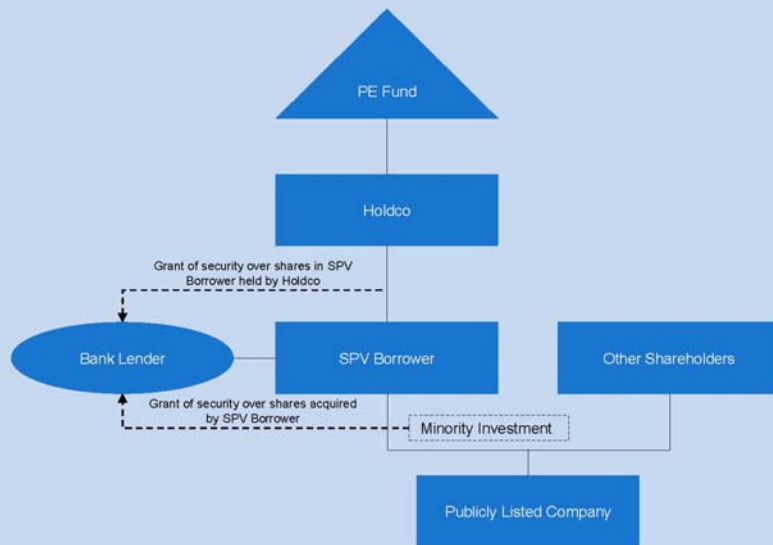 PE Fund
Holdco
Grant of security over shares in SPV
Borrower held by Holdco
Bank Lender
SPV Borrower
Other Shareholders
Grant of security over shares acquired
by SPV Borrower
Minority Investment
Publicly Listed Company